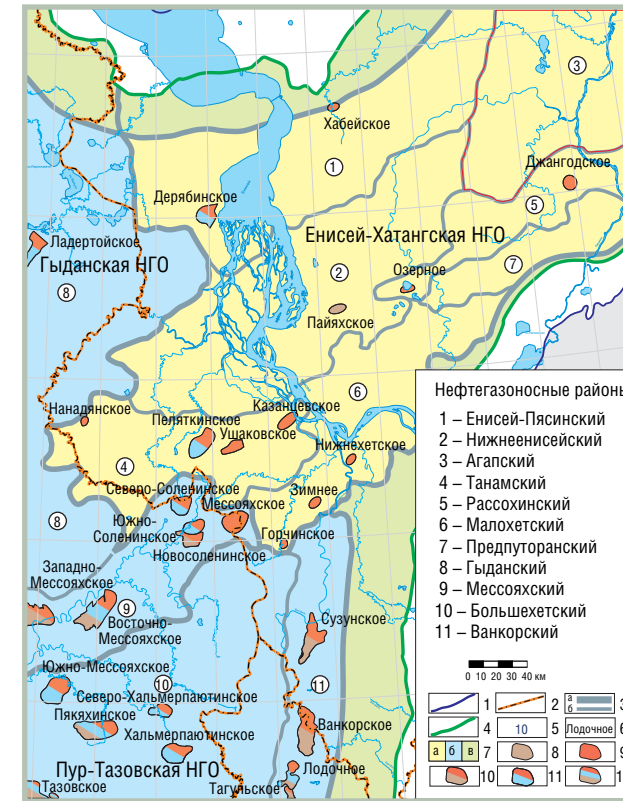 3
Хабейское
1
Джангодское
Дерябинское
5
Енисей-Хатангская НГО
Ладертойское
7
Гыданская НГО
2
Озерное
8
Пайяхское
6
Казанцевское
Нанадянское
Пеляткинское
Ушаковское
Нижнехетское
4
Северо-Соленинское
Зимнее
Мессояхское
8
Южно-
Соленинское
Горчинское
Новосоленинское
Западно-
Мессояхское
9
Восточно-
Мессояхское
Сузунское
Южно-Мессояхское
10
11
Северо-Хальмерпаютинское
Пякяхинское
Ванкорское
Хальмерпаютинское
Лодочное
Пур-Тазовская НГО
Тазовское
Тагульское
Нефтегазоносные районы
1 – Енисей-Пясинский
2 – Нижнеенисейский
3 – Агапский
4 – Танамский
5 – Рассохинский
6 – Малохетский
7 – Предпуторанский
8 – Гыданский
9 – Мессояхский
10 – Большехетский
11 – Ванкорский
0 10 20 30 40 км
1 2 а б 3
4 10 5 Лодочное 6
а б в 7 8 9
10 11